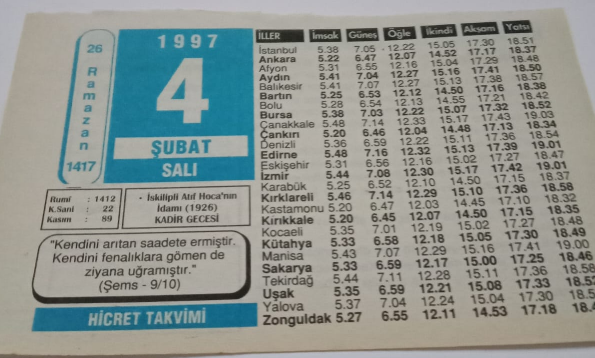 26
Ramazan
1417
1997
4
ŞUBAT
SALI
Rumi : 1412
K.Sani : 22
Kasım : 89
• İskilipli Atıf Hoca'nın
İdamı (1926)
KADİR GECESİ
"Kendini arıtan saadete ermiştir.
Kendini fenalıklara gömen de
ziyana uğramıştır."
(Şems - 9/10)
HİCRET TAKVİMİ
İLLER İmsak Güneş Öğle İkindi Akşam Yatsı
İstanbul 5.38 7.05 12.22 15.05 17.30 18.51
Ankara 5.22 6.47 12.07 14.52 17.17 18.37
Afyon 5.31 6.55 12.16 15.04 17.29 18.48
Aydın 5.41 7.04 12.27 15.16 17.41 18.50
Balıkesir 5.41 7.07 12.27 15.13 17.38 18.57
Bartın 5.25 6.53 12.12 14.50 17.16 18.38
Bolu 5.28 6.54 12.13 14.55 17.21 18.42
Bursa 5.38 7.03 12.22 15.07 17.32 18.52
Çanakkale 5.48 7.14 12.33 15.17 17.43 19.03
Çankırı 5.20 6.46 12.04 14.48 17.13 18.34
Denizli 5.36 6.59 12.22 15.11 17.36 18.54
Edirne 5.48 7.16 12.32 15.13 17.39 19.01
Eskişehir 5.31 6.56 12.16 15.02 17.27 18.47
İzmir 5.44 7.08 12.30 15.17 17.42 19.01
Karabük 5.25 6.52 12.10 14.50 17.15 18.37
Kırklareli 5.46 7.14 12.29 15.10 17.36 18.58
Kastamonu 5.20 6.47 12.03 14.45 17.10 18.32
Kırıkkale 5.20 6.45 12.07 14.50 17.15 18.35
Kocaeli 5.35 7.01 12.19 15.02 17.27 18.48
Kütahya 5.33 6.58 12.18 15.05 17.30 18.49
Manisa 5.43 7.07 12.29 15.16 17.41 19.00
Sakarya 5.33 6.59 12.17 15.00 17.25 18.46
Tekirdağ 5.44 7.11 12.28 15.11 17.36 18.58
Uşak 5.35 6.59 12.21 15.08 17.33
Yalova 5.37 7.04 12.24 15.04 17.30
Zonguldak 5.27 6.55 12.11 14.53 17.18